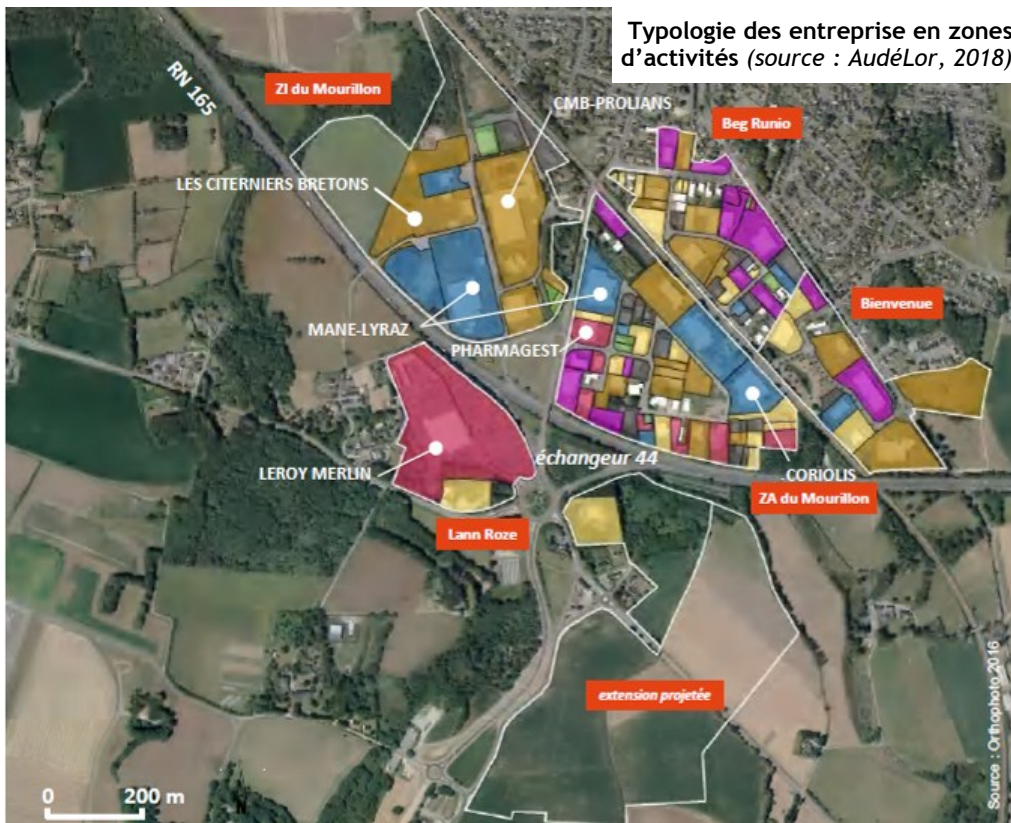 Typologie des entreprise en zones
d'activités (source : AudéLor, 2018)
RN 165
ZI du Mourillon
CMB-PROLIANS
Beg Runio
LES CITERNIERS BRETONS
Bienvenue
MANE-LYRAZ
PHARMAGEST
échangeur 44
LEROY MERLIN
CORIOLIS
ZA du Mourillon
Lann Roze
extension projetée
0 200 m
Source : Orthophoto 2016